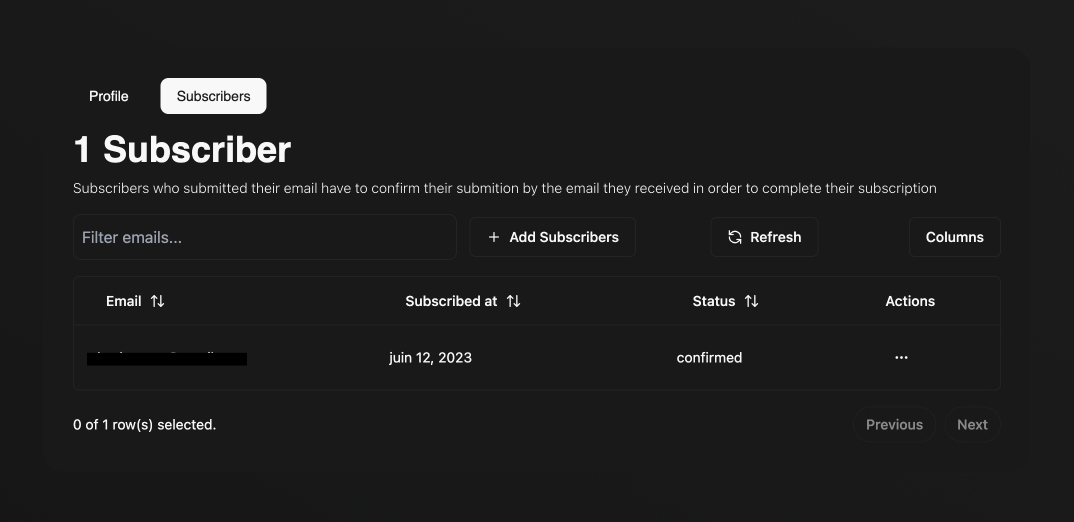 Profile
Subscribers
1 Subscriber
Subscribers who submitted their email have to confirm their submition by the email they received in order to complete their subscription
Filter emails...
+ Add Subscribers
Refresh
Columns
Email
Subscribed at
Status
Actions
juin 12, 2023
confirmed
...
0 of 1 row(s) selected.
Previous
Next